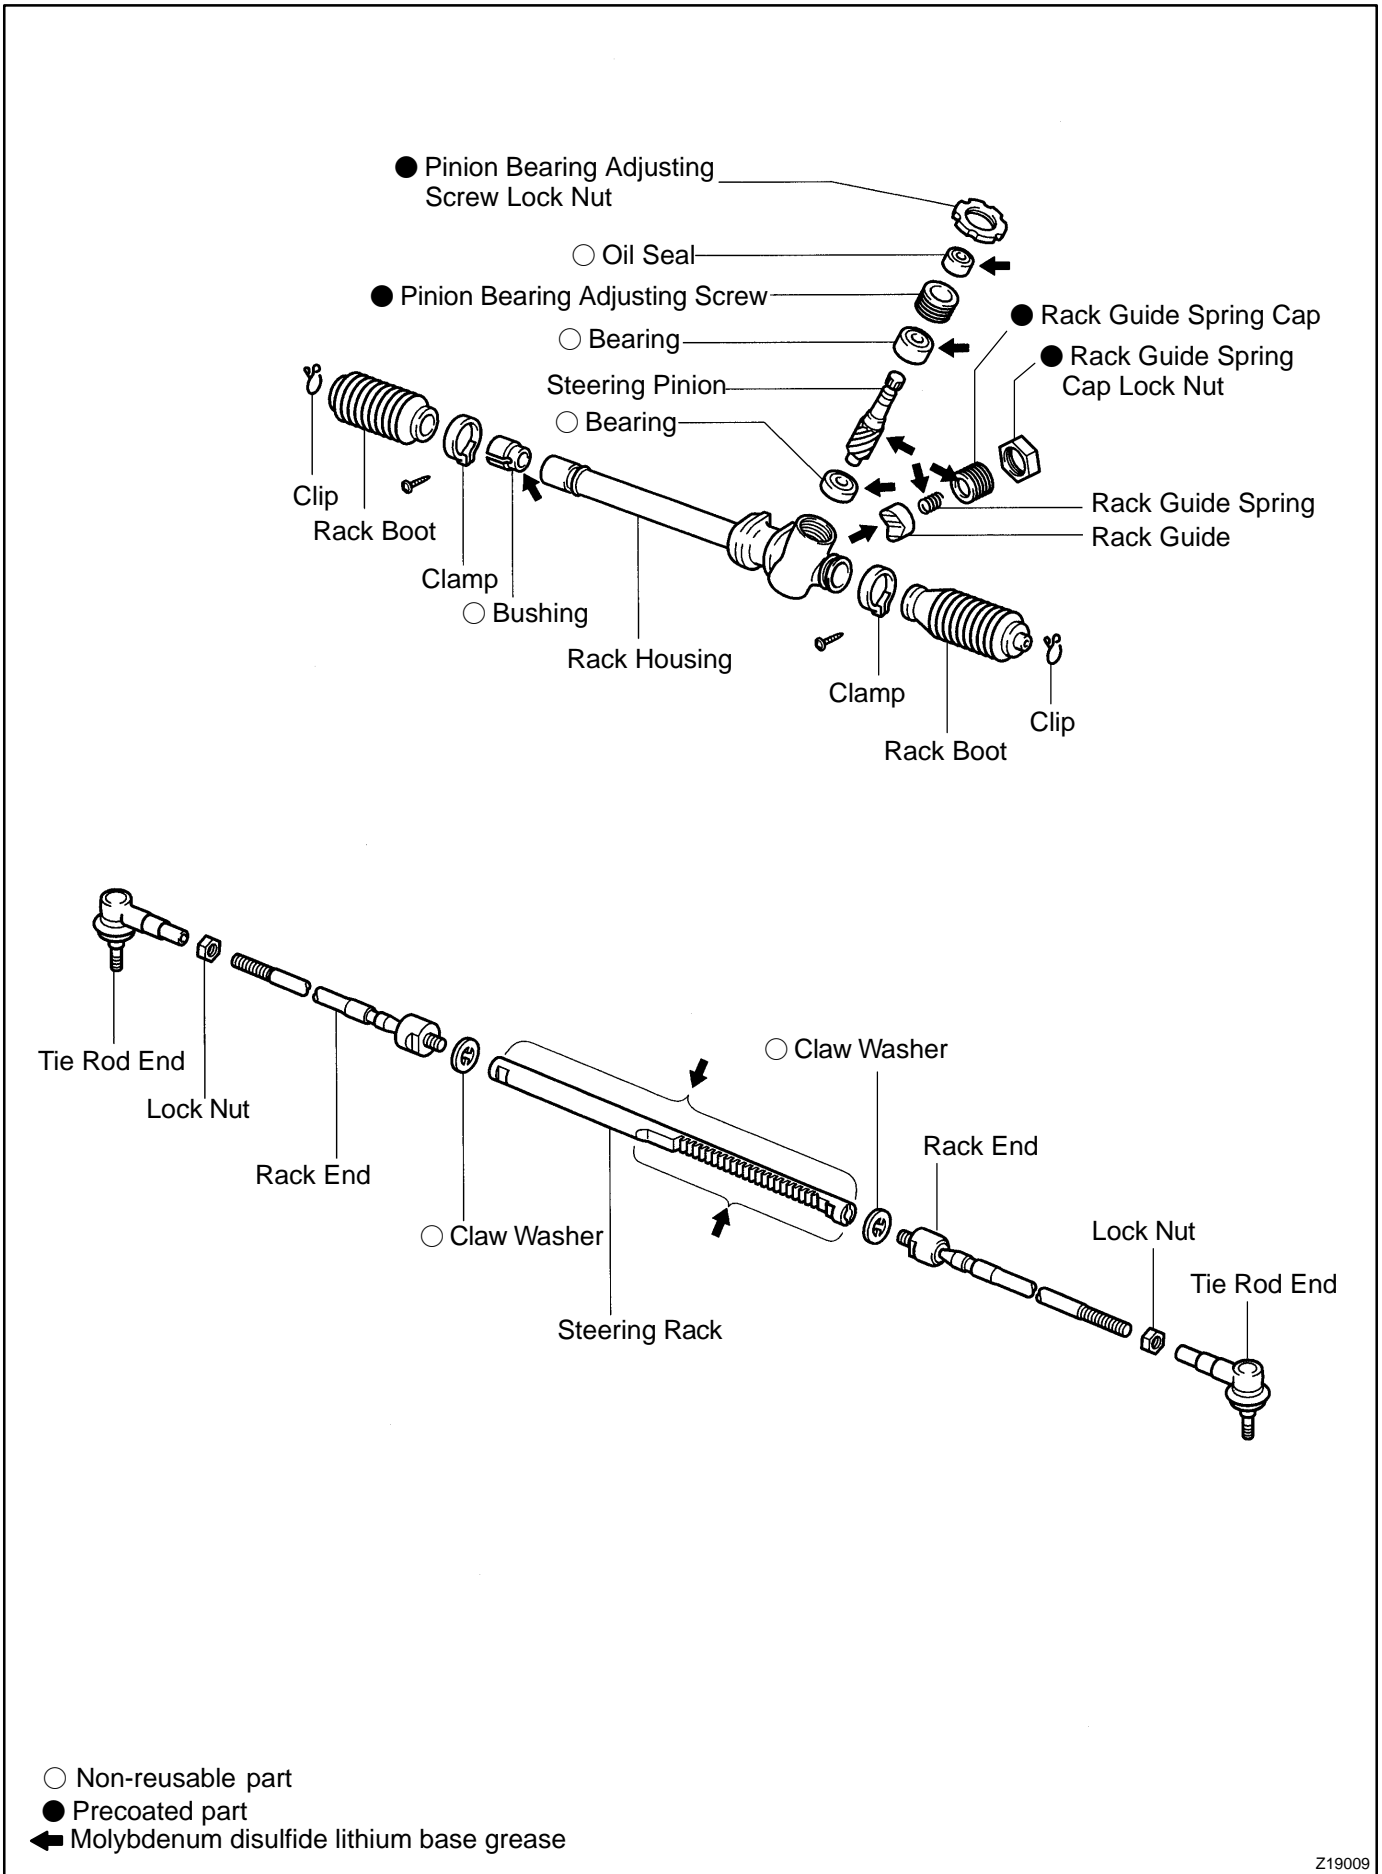 ● Pinion Bearing Adjusting
Screw Lock Nut
○ Oil Seal
● Pinion Bearing Adjusting Screw
● Rack Guide Spring Cap
○ Bearing
● Rack Guide Spring
Cap Lock Nut
Steering Pinion
○ Bearing
Clip
Rack Guide Spring
Rack Boot
Rack Guide
Clamp
○ Bushing
Rack Housing
Clamp
Clip
Rack Boot
Tie Rod End
○ Claw Washer
Lock Nut
Rack End
Rack End
○ Claw Washer
Lock Nut
Tie Rod End
Steering Rack
○ Non-reusable part
● Precoated part
Molybdenum disulfide lithium base grease
Z19009